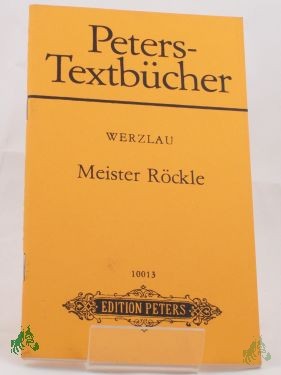 Peters-
Textbücher
WERZLAU
Meister Röckle
10013
EDITION PETERS